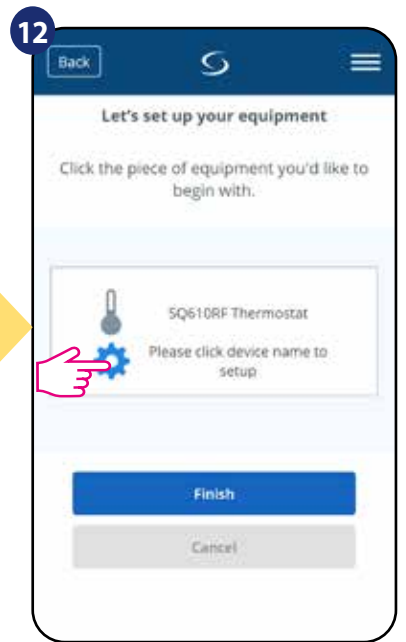 12
Back
Let's set up your equipment
Click the piece of equipment you'd like to
begin with.
SQ610RF Thermostat
Please click device name to
setup
Finish
Cancel